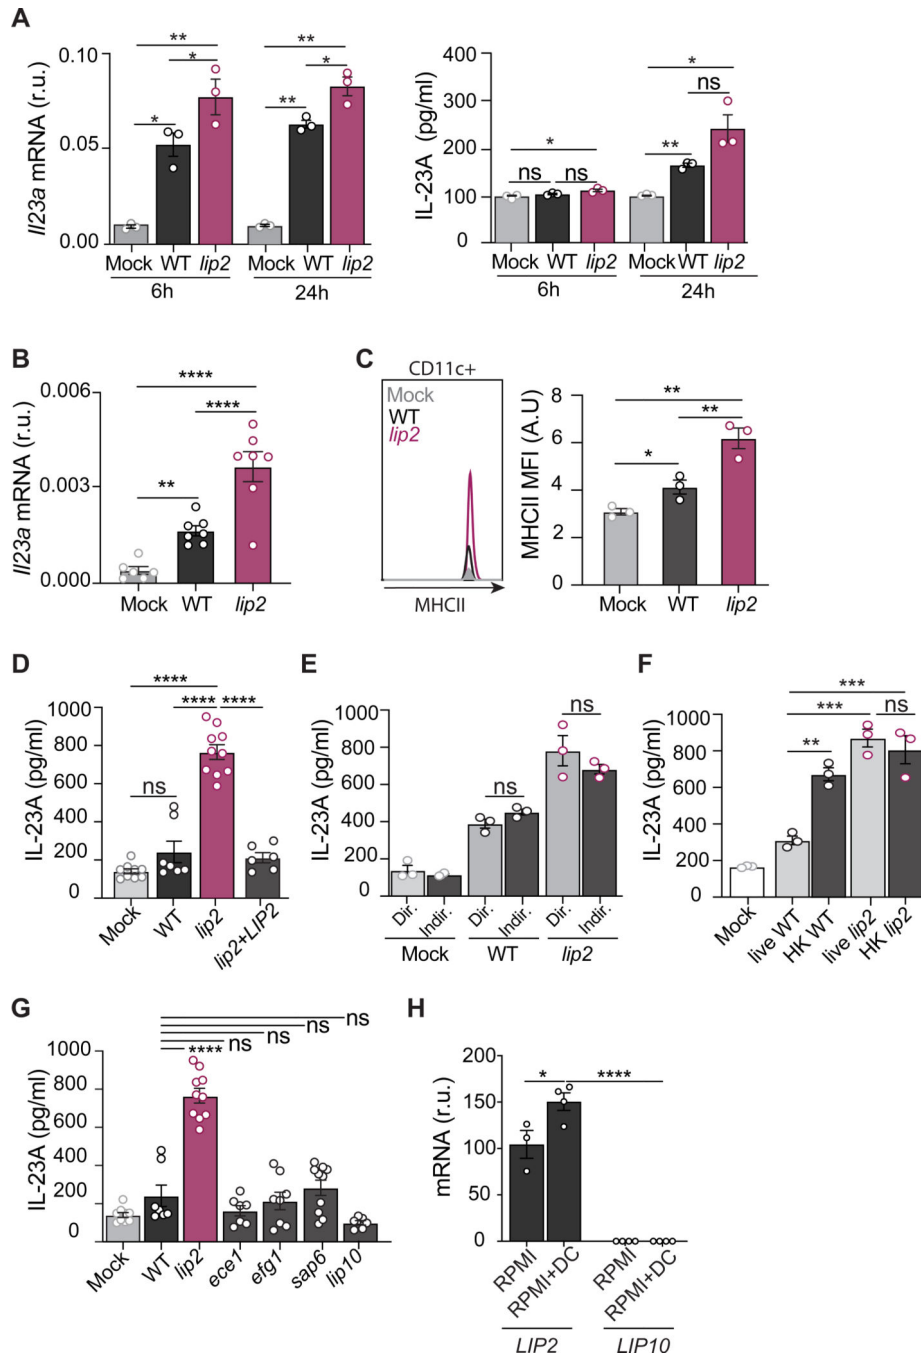 A
Il23a mRNA (r.u.)
0.10
0.05
0.00
**
*
*
**
*
**
Mock WT lip2
Mock WT lip2
6h
24h
IL-23A (pg/ml)
400
300
200
100
0
*
ns ns
*
ns
**
Mock WT lip2
Mock WT lip2
6h
24h
B
Il23a mRNA (r.u.)
0.006
0.003
0.000
****
****
**
Mock WT lip2
C
CD11c+
Mock
WT
lip2
MHCII
MHCII MFI (A.U)
8
6
4
2
0
**
**
*
Mock WT lip2
D
IL-23A (pg/ml)
1000
800
600
400
200
0
****
**** ****
ns
Mock
WT
lip2
lip2+LIP2
E
IL-23A (pg/ml)
1000
800
600
400
200
0
ns
ns
Dir. Indir. Dir. Indir. Dir. Indir.
Mock WT lip2
F
IL-23A (pg/ml)
1000
800
600
400
200
0
***
*** ns
**
Mock
live WT
HK WT
live lip2
HK lip2
G
IL-23A (pg/ml)
1000
800
600
400
200
0
ns
ns
ns
ns
****
Mock
WT
lip2
ece1
efg1
sap6
lip10
H
mRNA (r.u.)
200
150
100
50
0
* ****
RPMI
RPMI+DC
RPMI
RPMI+DC
LIP2 LIP10